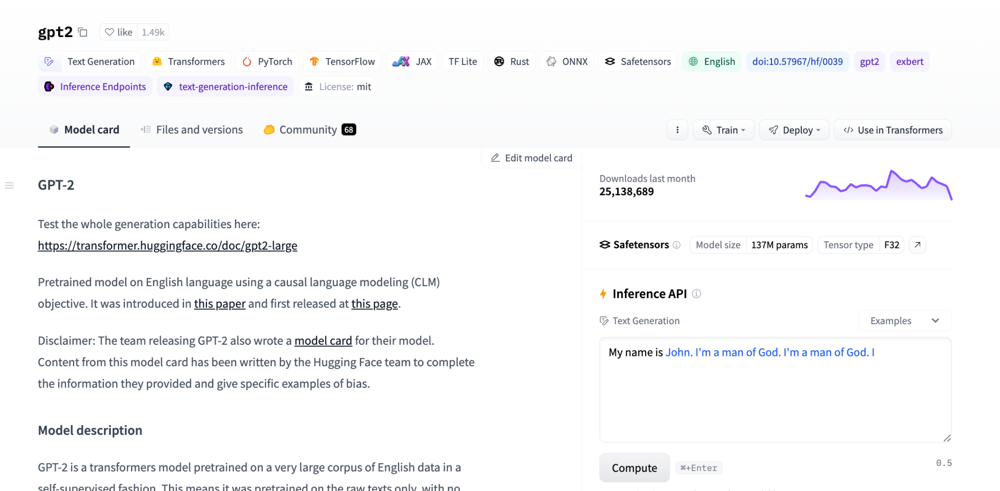 gpt2 like 1.49k
Text Generation Transformers PyTorch TensorFlow JAX TF Lite Rust ONNX Safetensors English doi:10.57967/hf/0039 gpt2 exbert
Inference Endpoints text-generation-inference License: mit
Model card Files and versions Community 68
Train Deploy </> Use in Transformers
Edit model card
GPT-2
Test the whole generation capabilities here:
https://transformer.huggingface.co/doc/gpt2-large
Pretrained model on English language using a causal language modeling (CLM)
objective. It was introduced in this paper and first released at this page.
Disclaimer: The team releasing GPT-2 also wrote a model card for their model.
Content from this model card has been written by the Hugging Face team to complete
the information they provided and give specific examples of bias.
Model description
GPT-2 is a transformers model pretrained on a very large corpus of English data in a
self-supervised fashion. This means it was pretrained on the raw texts only, with no
Downloads last month
25,138,689
Safetensors Model size 137M params Tensor type F32
Inference API
Text Generation Examples
My name is John. I'm a man of God. I'm a man of God. I
Compute ⌘+Enter 0.5